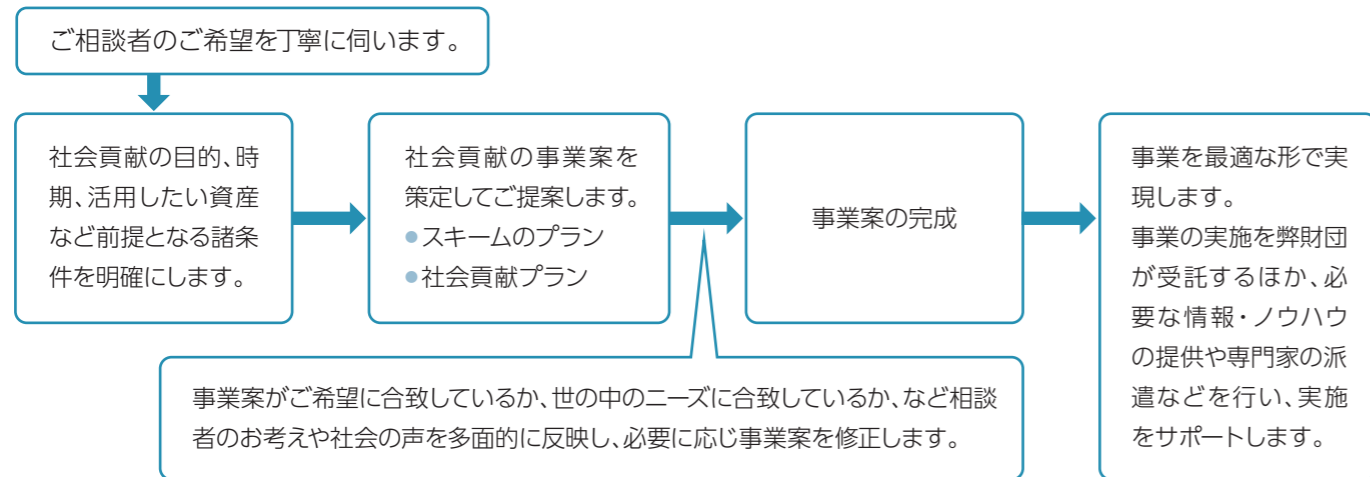 ご相談者のご希望を丁寧に伺います。
社会貢献の目的、時
期、活用したい資産
など前提となる諸条
件を明確にします。
社会貢献の事業案を
策定してご提案します。
●スキームのプラン
●社会貢献プラン
事業案の完成
事業を最適な形で実
現します。
事業の実施を弊財団
が受託するほか、必
要な情報・ノウハウ
の提供や専門家の派
遣などを行い、実施
をサポートします。
事業案がご希望に合致しているか、世の中のニーズに合致しているか、など相談
者のお考えや社会の声を多面的に反映し、必要に応じ事業案を修正します。